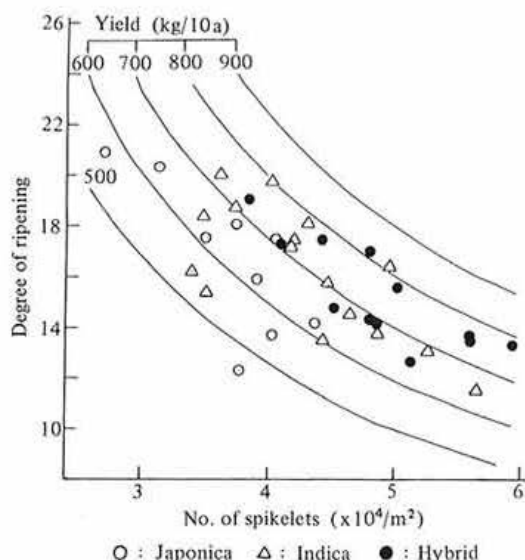 Yield (kg/10a)
600 700 800 900
500
26
22
18
14
10
Degree of ripening
3 4 5 6
No. of spikelets (x10⁴/m²)
○ : Japonica △ : Indica ● : Hybrid